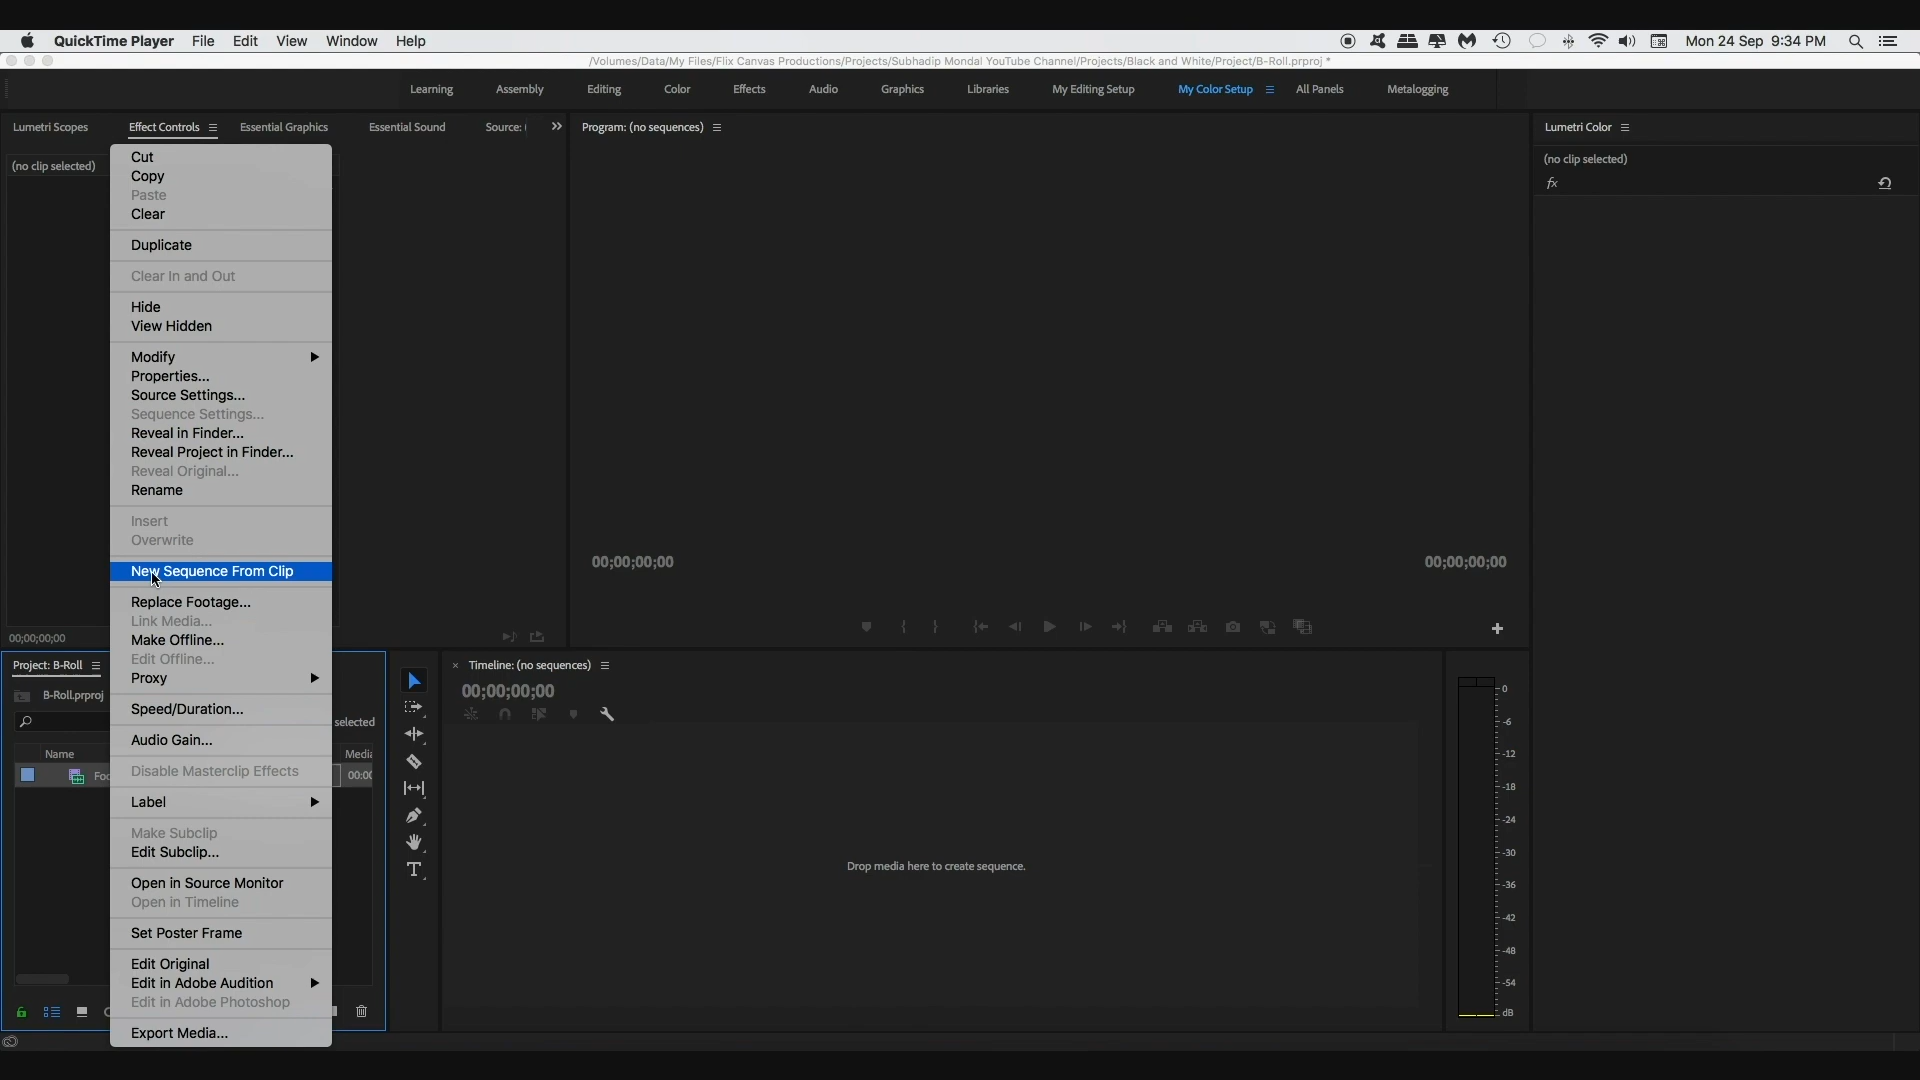 QuickTime Player File Edit View Window Help
Mon 24 Sep 9:34 PM
/Volumes/Data/My Files/Flix Canvas Productions/Projects/Subhadip Mondal YouTube Channel/Projects/Black and White/Project/B-Roll.prproj *
Learning Assembly Editing Color Effects Audio Graphics Libraries My Editing Setup My Color Setup All Panels Metalogging
Lumetri Scopes Effect Controls Essential Graphics Essential Sound Source: Program: (no sequences) Lumetri Color
(no clip selected)
(no clip selected)
fx
Cut
Copy
Paste
Clear
Duplicate
Clear In and Out
Hide
View Hidden
Modify
Properties...
Source Settings...
Sequence Settings...
Reveal in Finder...
Reveal Project in Finder...
Reveal Original...
Rename
Insert
Overwrite
New Sequence From Clip
Replace Footage...
Link Media...
Make Offline...
Edit Offline...
Proxy
Speed/Duration...
Audio Gain...
Disable Masterclip Effects
Label
Make Subclip
Edit Subclip...
Open in Source Monitor
Open in Timeline
Set Poster Frame
Edit Original
Edit in Adobe Audition
Edit in Adobe Photoshop
Export Media...
00;00;00;00 00;00;00;00
00;00;00;00
Project: B-Roll
B-Roll.prproj
selected
Name Media
00:00
Timeline: (no sequences)
00;00;00;00
Drop media here to create sequence.
0
-6
-12
-18
-24
-30
-36
-42
-48
-54
dB